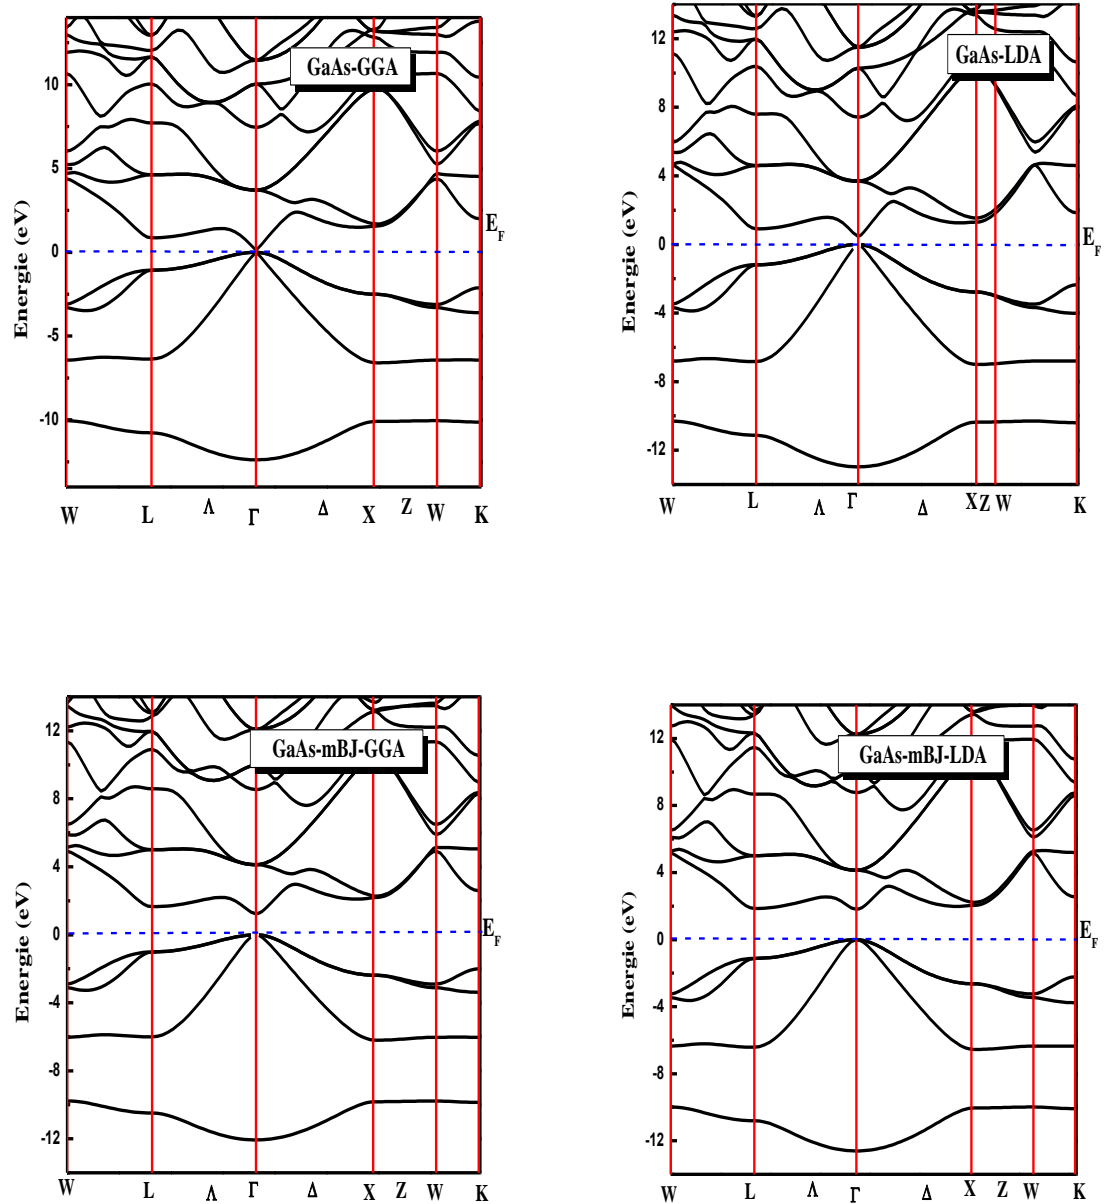 GaAs-GGA
10
5
0
-5
-10
Energie (eV)
E_F
W L Λ Γ Δ X Z W K
GaAs-LDA
12
8
4
0
-4
-8
-12
Energie (eV)
E_F
W L Λ Γ Δ X Z W K
GaAs-mBJ-GGA
12
8
4
0
-4
-8
-12
Energie (eV)
E_F
W L Λ Γ Δ X Z W K
GaAs-mBJ-LDA
12
8
4
0
-4
-8
-12
Energie (eV)
E_F
W L Λ Γ Δ X Z W K